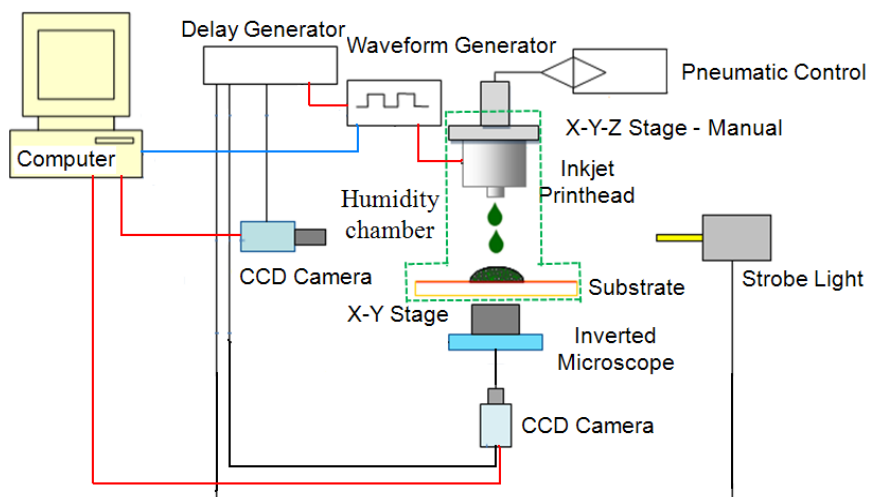 Delay Generator
Waveform Generator
Pneumatic Control
X-Y-Z Stage - Manual
Computer
Inkjet
Printhead
Humidity
chamber
CCD Camera
Substrate
Strobe Light
X-Y Stage
Inverted
Microscope
CCD Camera